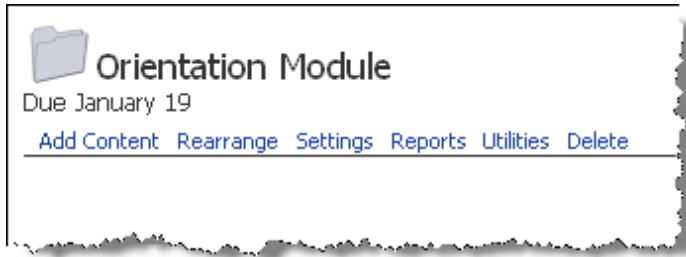 Orientation Module
Due January 19
Add Content Rearrange Settings Reports Utilities Delete